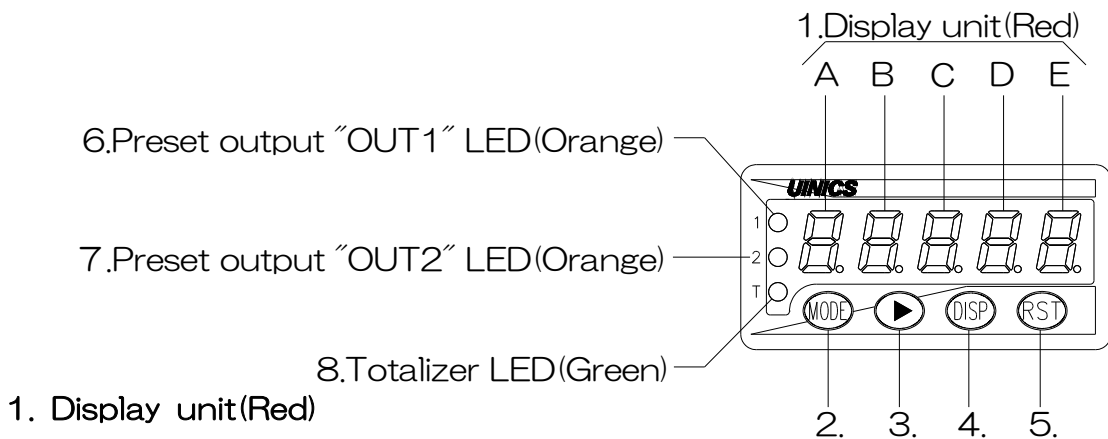 1.Display unit(Red)
A B C D E
6.Preset output ˝OUT1˝ LED(Orange)
UINICS
1
7.Preset output ˝OUT2˝ LED(Orange)
2
T
MODE ▶ DISP RST
8.Totalizer LED(Green)
1. Display unit(Red)
2. 3. 4. 5.